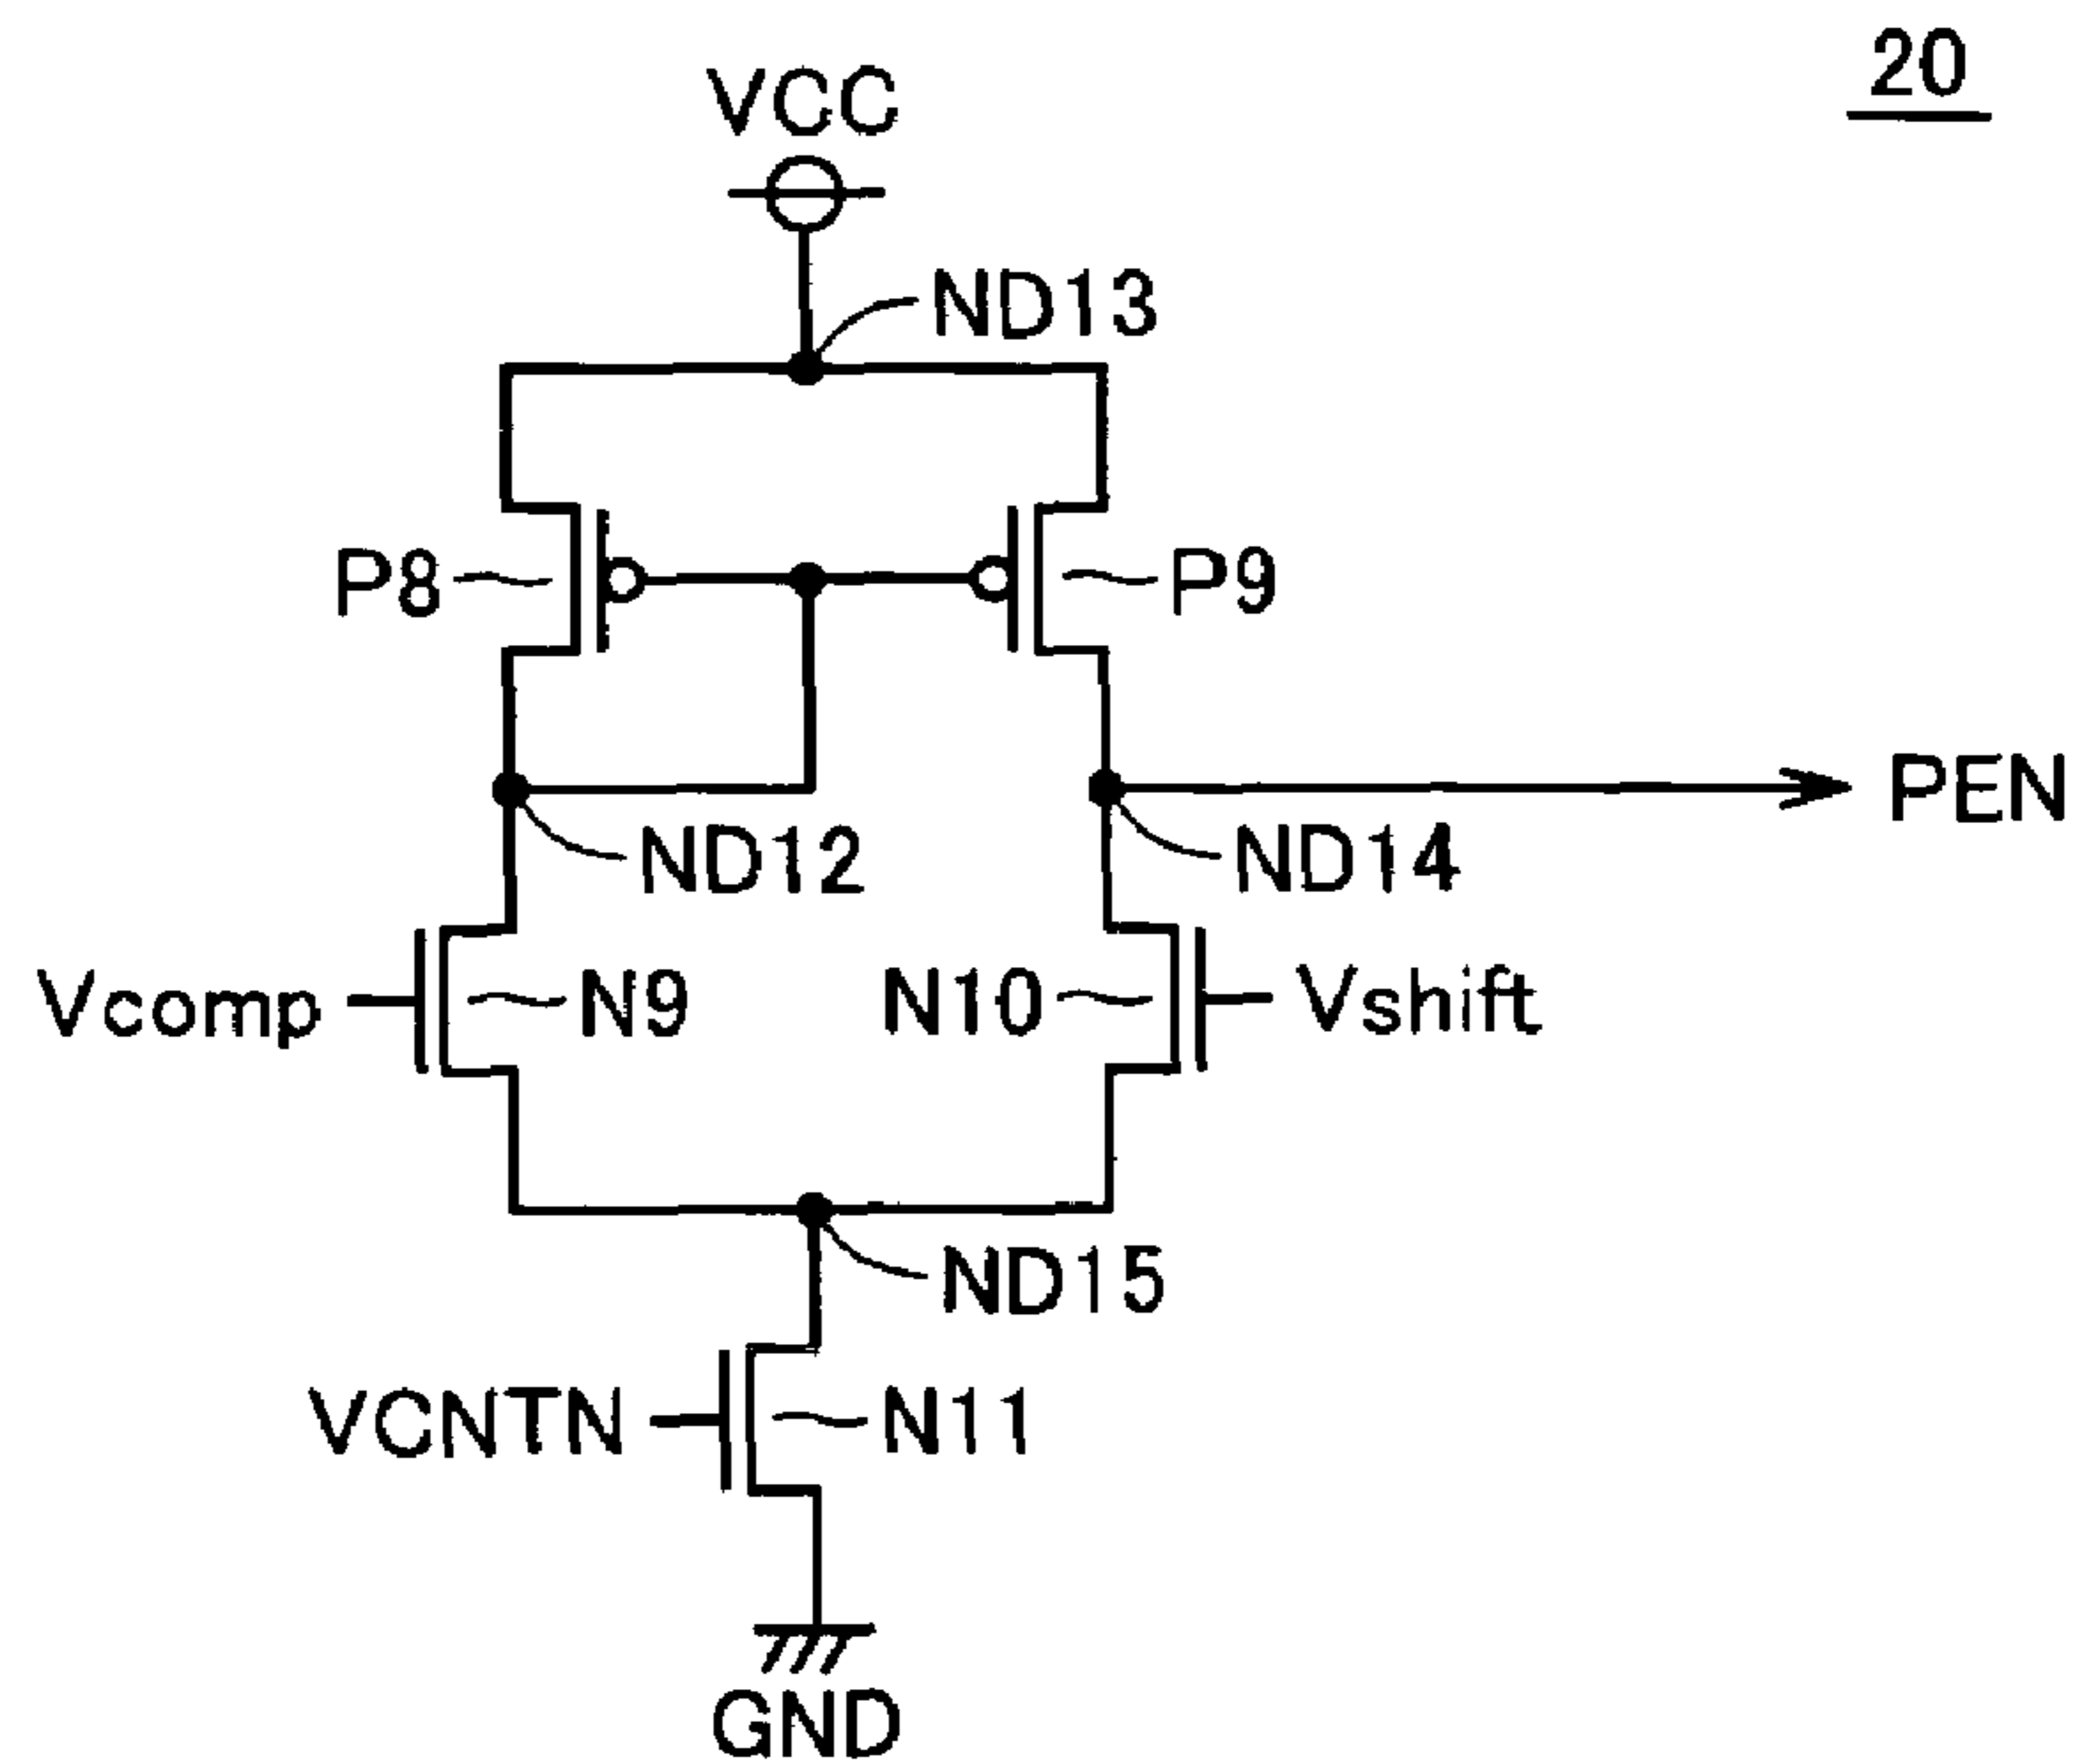 20
VCC
ND13
P8
P9
PEN
ND12
ND14
Vcomp
N9
N10
Vshift
ND15
VCNTN
N11
GND